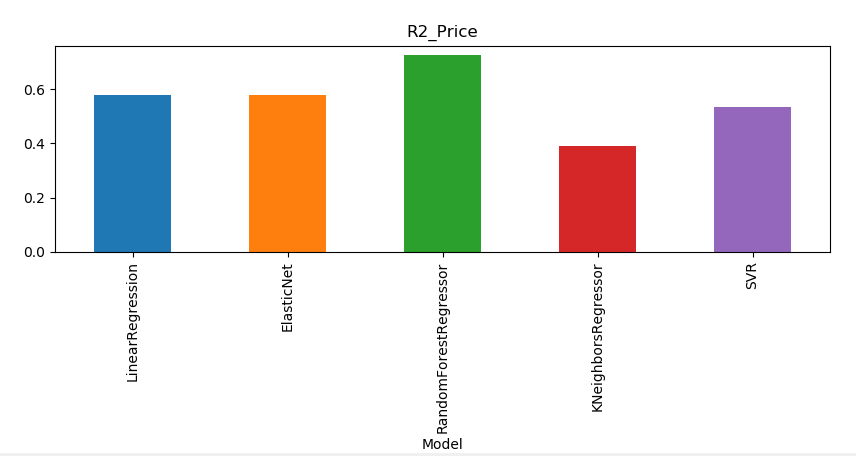 R2_Price
0.6
0.4
0.2
0.0
LinearRegression
ElasticNet
RandomForestRegressor
KNeighborsRegressor
SVR
Model